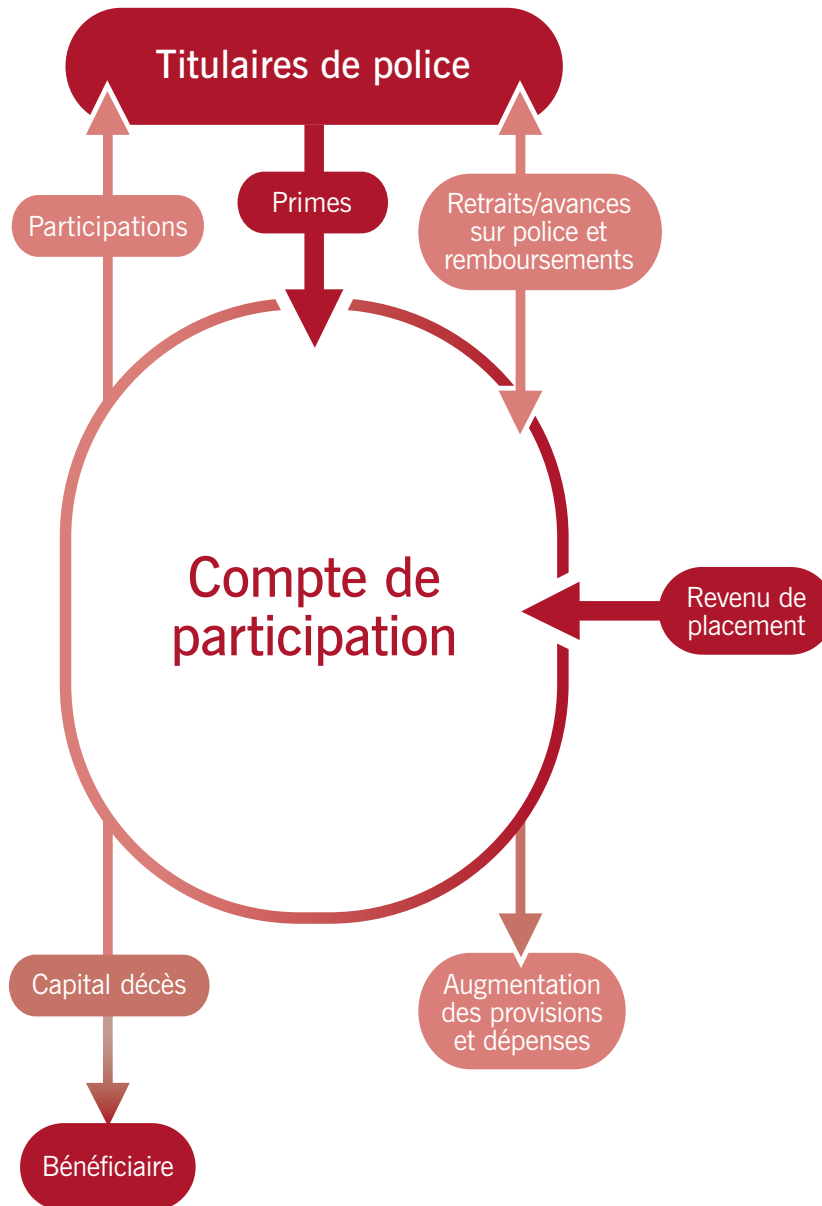 Titulaires de police
Participations
Primes
Retraits/avances
sur police et
remboursements
Compte de
participation
Revenu de
placement
Capital décès
Augmentation
des provisions
et dépenses
Bénéficiaire